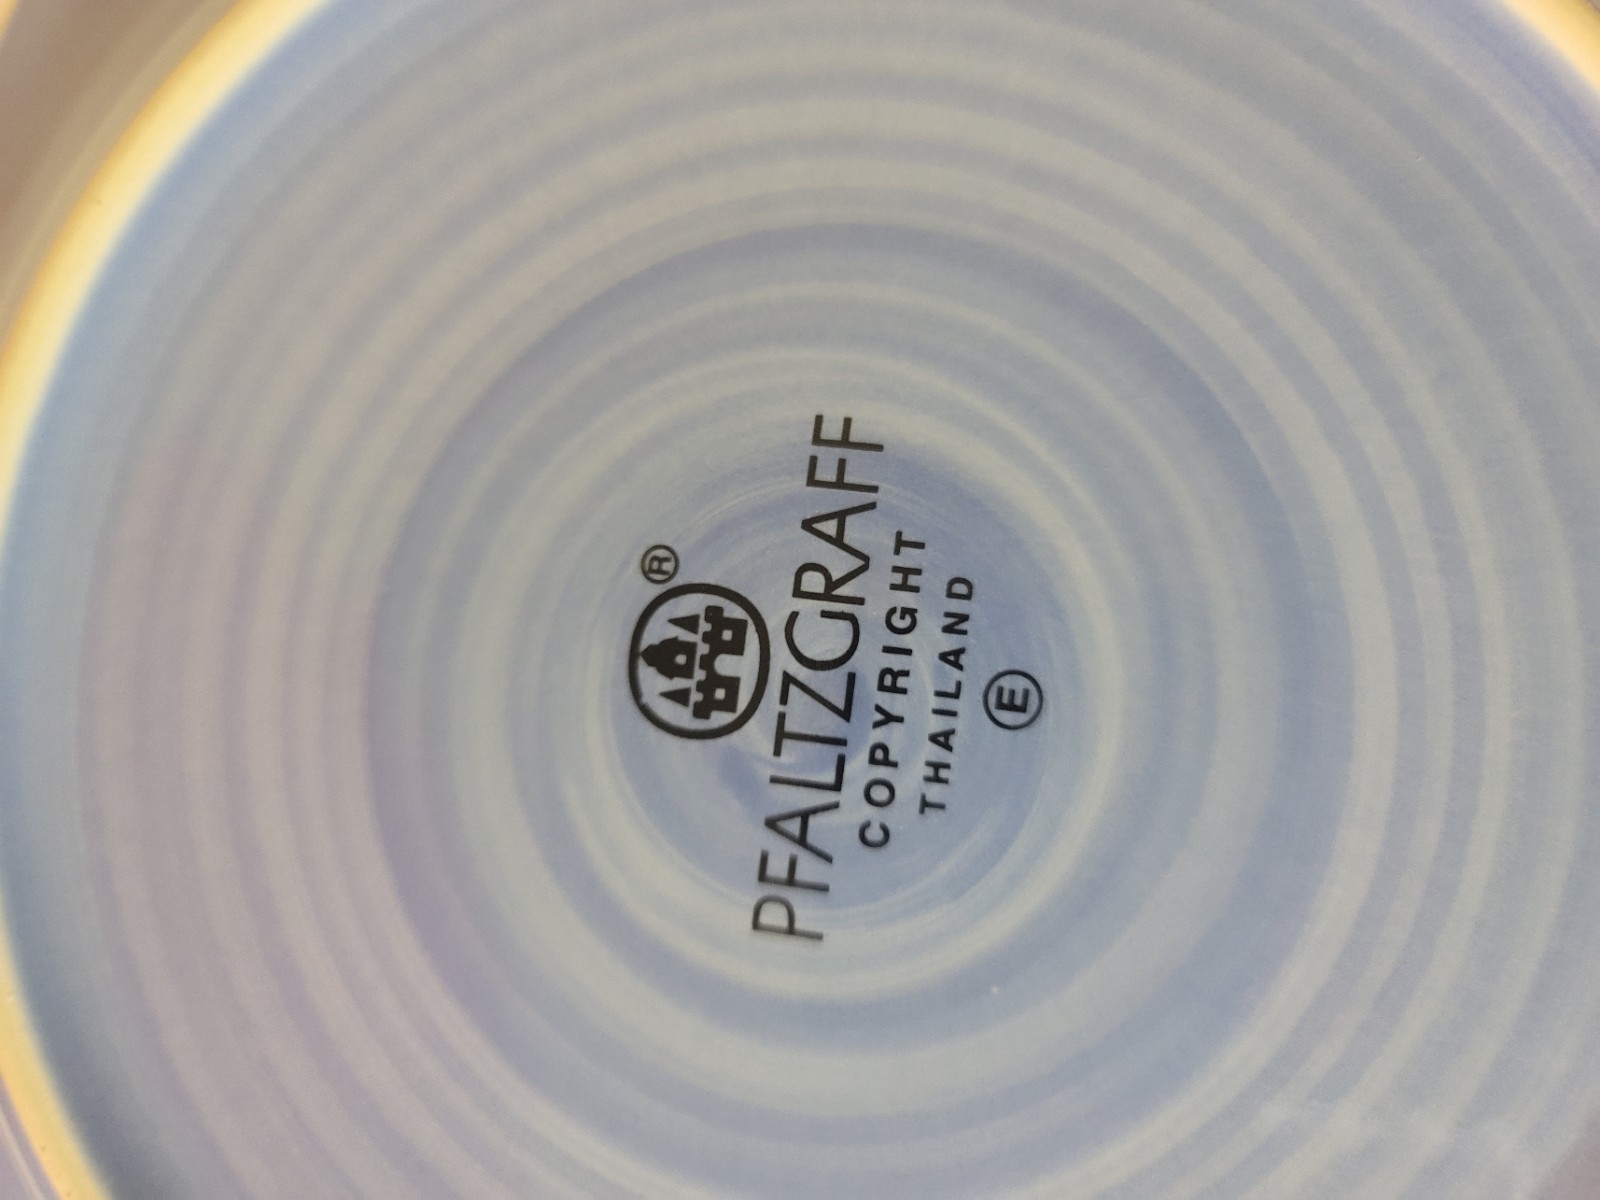 ®
PFALTZGRAFF
COPYRIGHT
THAILAND
E